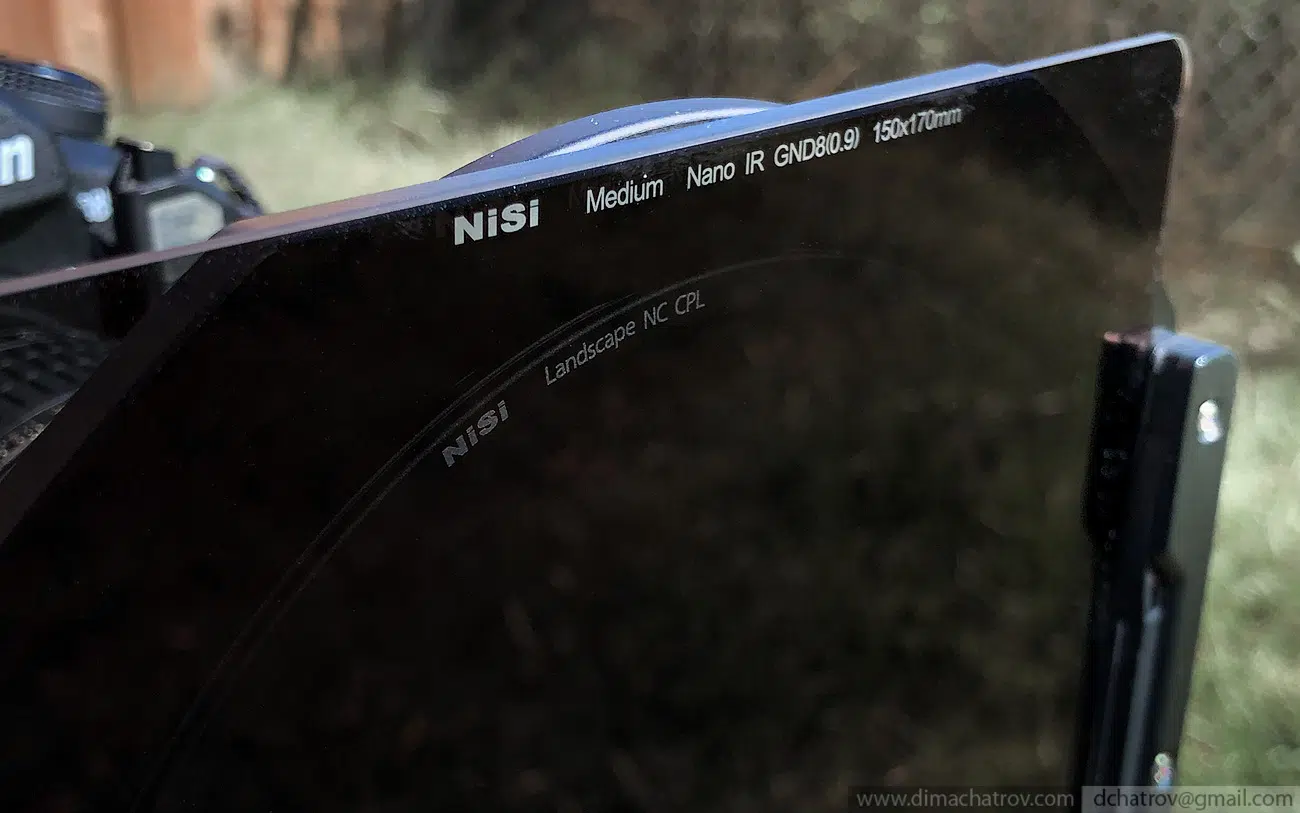 n
NiSi Medium Nano IR GND8(0.9) 150x170mm
NiSi Landscape NC CPL
www.dimachatrov.com dchatrov@gmail.com